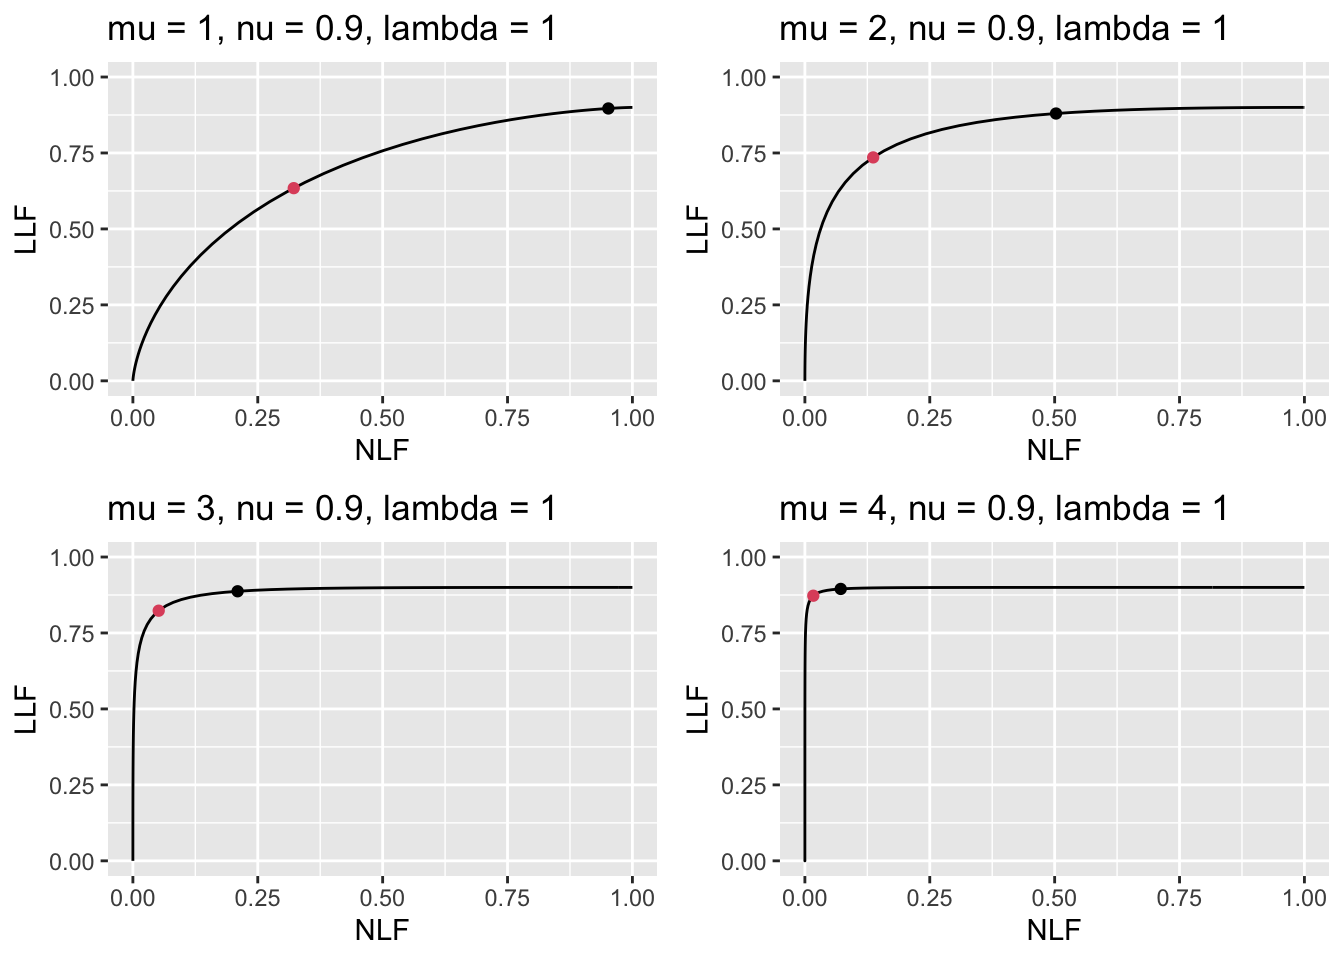 mu = 1, nu = 0.9, lambda = 1
1.00
0.75
0.50
0.25
0.00
LLF
0.00 0.25 0.50 0.75 1.00
NLF
mu = 2, nu = 0.9, lambda = 1
1.00
0.75
0.50
0.25
0.00
LLF
0.00 0.25 0.50 0.75 1.00
NLF
mu = 3, nu = 0.9, lambda = 1
1.00
0.75
0.50
0.25
0.00
LLF
0.00 0.25 0.50 0.75 1.00
NLF
mu = 4, nu = 0.9, lambda = 1
1.00
0.75
0.50
0.25
0.00
LLF
0.00 0.25 0.50 0.75 1.00
NLF